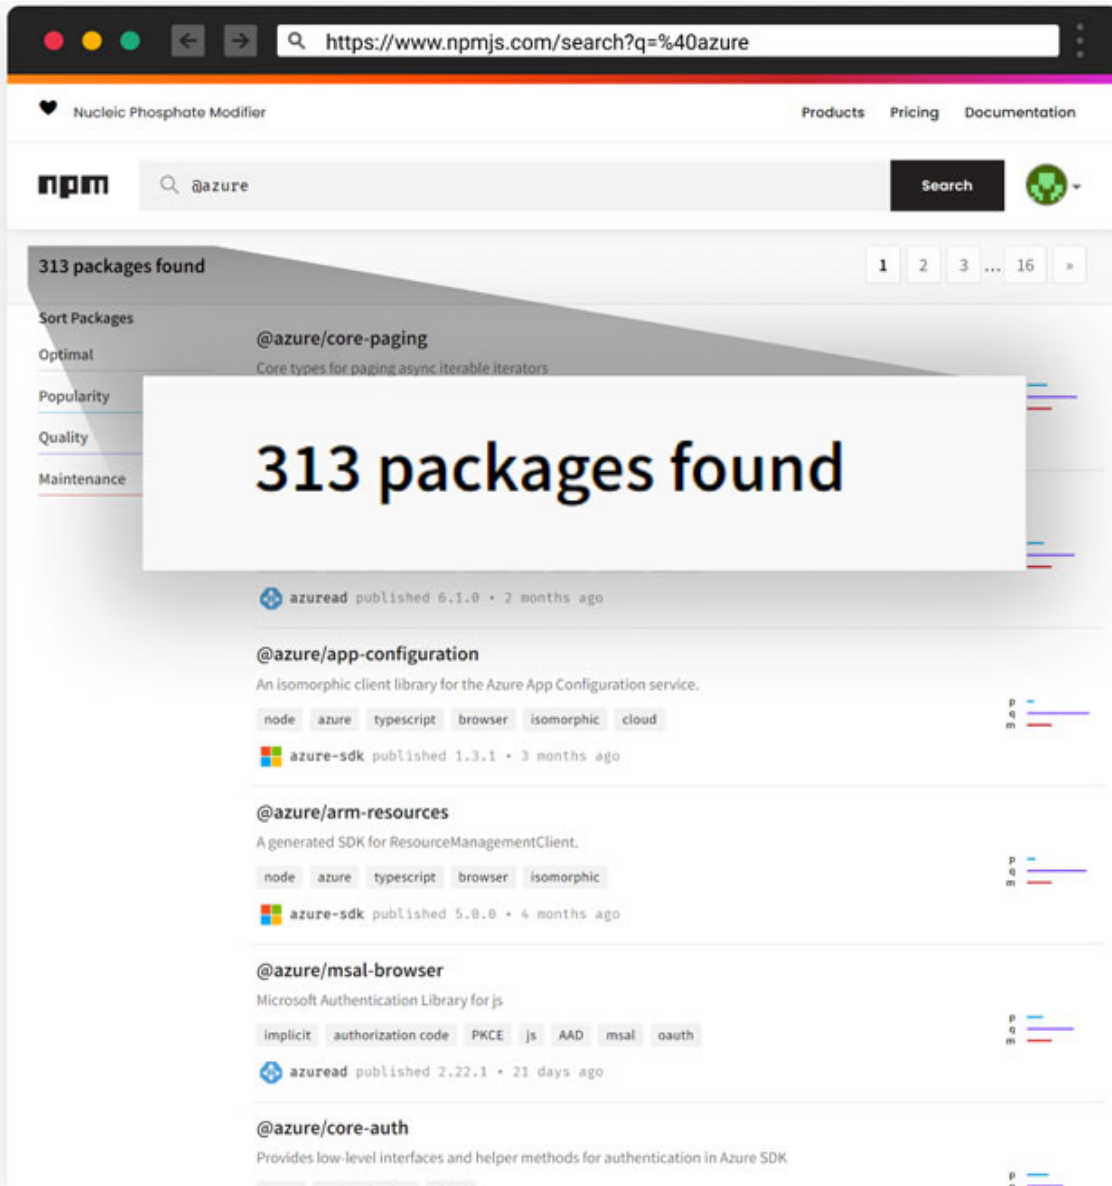 https://www.npmjs.com/search?q=%40azure
Nucleic Phosphate Modifier
Products Pricing Documentation
npm
@azure
Search
313 packages found
1 2 3 ... 16 »
Sort Packages
Optimal
Popularity
Quality
Maintenance
@azure/core-paging
Core types for paging async iterable iterators
313 packages found
azuread published 6.1.0 • 2 months ago
@azure/app-configuration
An isomorphic client library for the Azure App Configuration service.
node azure typescript browser isomorphic cloud
p
q
m
azure-sdk published 1.3.1 • 3 months ago
@azure/arm-resources
A generated SDK for ResourceManagementClient.
node azure typescript browser isomorphic
p
q
m
azure-sdk published 5.0.0 • 4 months ago
@azure/msal-browser
Microsoft Authentication Library for js
implicit authorization code PKCE js AAD msal oauth
p
q
m
azuread published 2.22.1 • 21 days ago
@azure/core-auth
Provides low-level interfaces and helper methods for authentication in Azure SDK
p